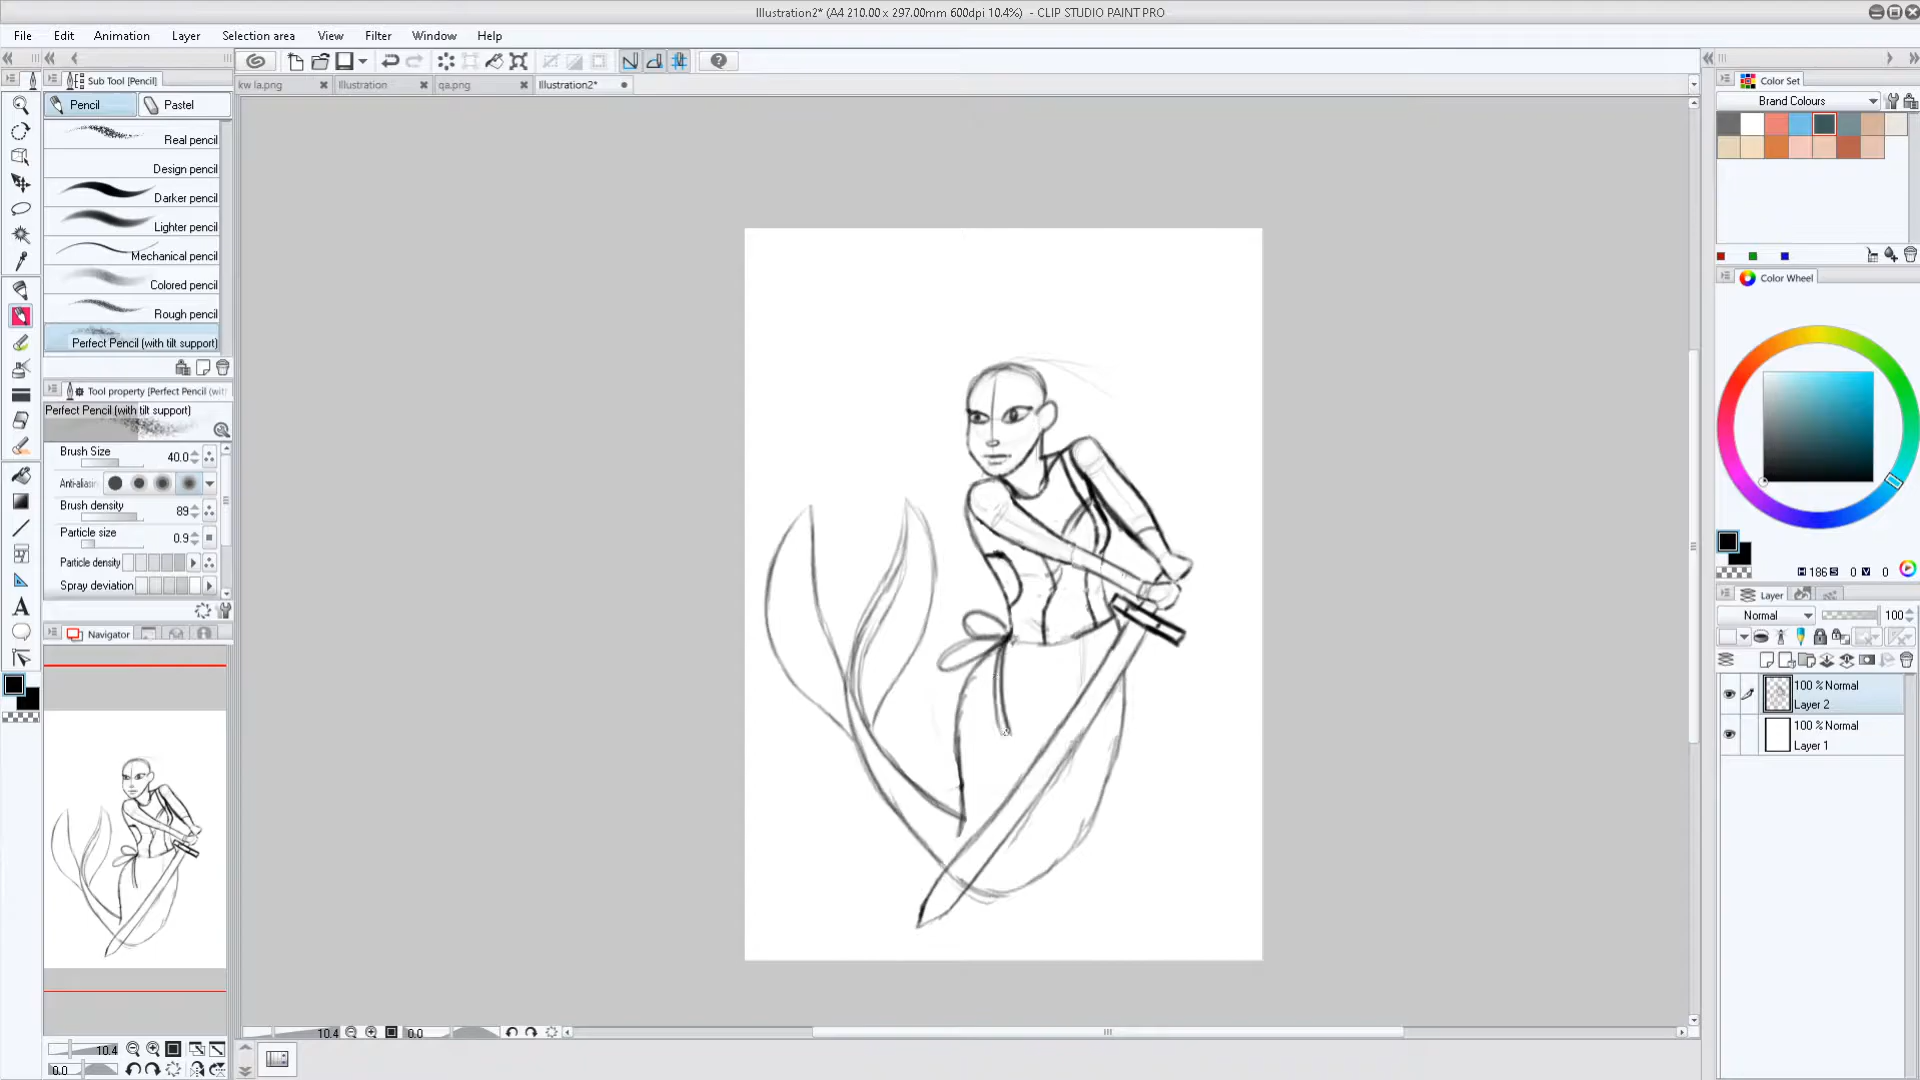 Illustration2* (A4 210.00 x 297.00mm 600dpi 10.4%)  - CLIP STUDIO PAINT PRO
File Edit Animation Layer Selection area View Filter Window Help
Sub Tool [Pencil]
kw la.png Illustration qa.png Illustration2*
Color Set
Pencil Pastel
Brand Colours
Real pencil
Design pencil
Darker pencil
Lighter pencil
Mechanical pencil
Colored pencil
Rough pencil
Perfect Pencil (with tilt support)
Color Wheel
Tool property [Perfect Pencil (wit
Perfect Pencil (with tilt support)
Brush Size 40.0
Anti-aliasing
Brush density 89
Particle size 0.9
Particle density
Spray deviation
H 186 S 0 V 0
Layer
Normal 100
A
Navigator
100 % Normal
Layer 2
100 % Normal
Layer 1
10.4 0.0
10.4
0.0